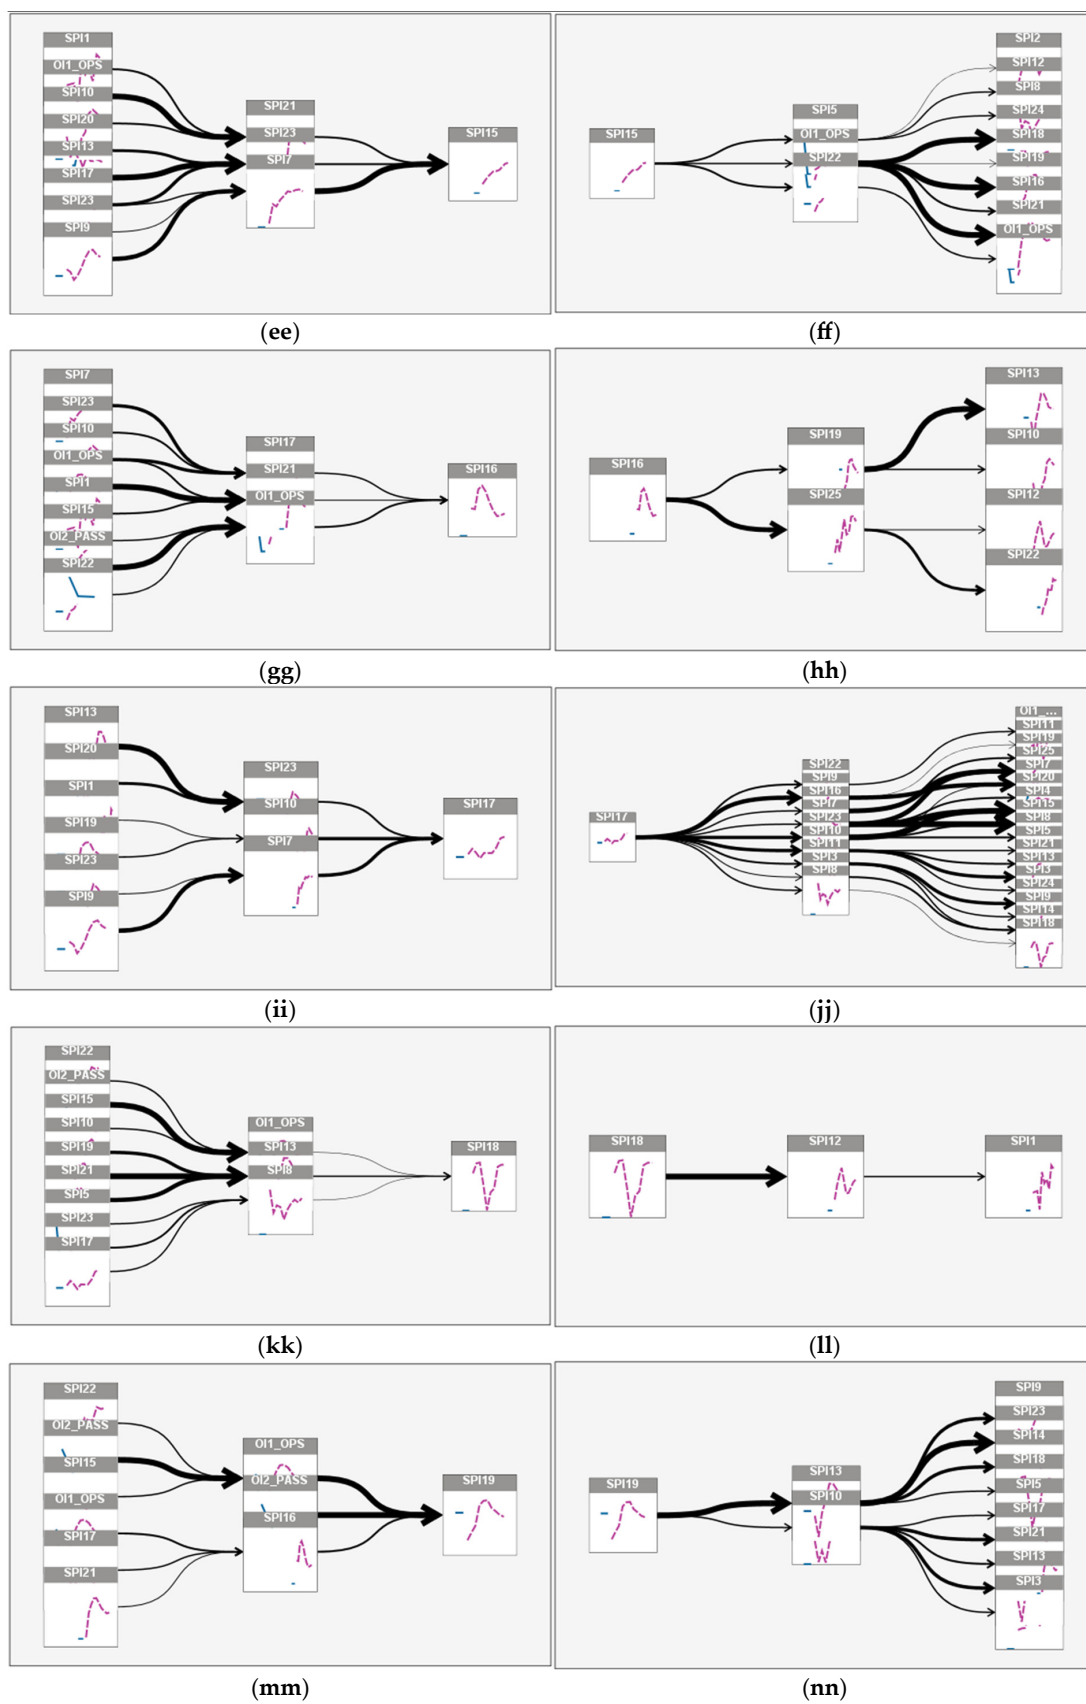 SPI1
OI1_OPS
SPI10
SPI20
SPI13
SPI17
SPI23
SPI9
SPI21
SPI23
SPI7
SPI15
(ee)
SPI15
SPI5
OI1_OPS
SPI22
SPI2
SPI12
SPI8
SPI24
SPI18
SPI19
SPI16
SPI21
OI1_OPS
(ff)
SPI7
SPI23
SPI10
OI1_OPS
SPI1
SPI15
OI2_PASS
SPI22
SPI17
SPI21
OI1_OPS
SPI16
(gg)
SPI16
SPI19
SPI25
SPI13
SPI10
SPI12
SPI22
(hh)
SPI13
SPI20
SPI1
SPI19
SPI23
SPI9
SPI23
SPI10
SPI7
SPI17
(ii)
SPI17
SPI22
SPI9
SPI16
SPI7
SPI23
SPI10
SPI11
SPI3
SPI8
OI1_...
SPI11
SPI19
SPI25
SPI7
SPI20
SPI4
SPI15
SPI8
SPI5
SPI21
SPI13
SPI3
SPI24
SPI9
SPI14
SPI18
(jj)
SPI22
OI2_PASS
SPI15
SPI10
SPI19
SPI21
SPI5
SPI23
SPI17
OI1_OPS
SPI13
SPI8
SPI18
(kk)
SPI18
SPI12
SPI1
(ll)
SPI22
OI2_PASS
SPI15
OI1_OPS
SPI17
SPI21
OI1_OPS
OI2_PASS
SPI16
SPI19
(mm)
SPI19
SPI13
SPI10
SPI9
SPI23
SPI14
SPI18
SPI5
SPI17
SPI21
SPI13
SPI3
(nn)